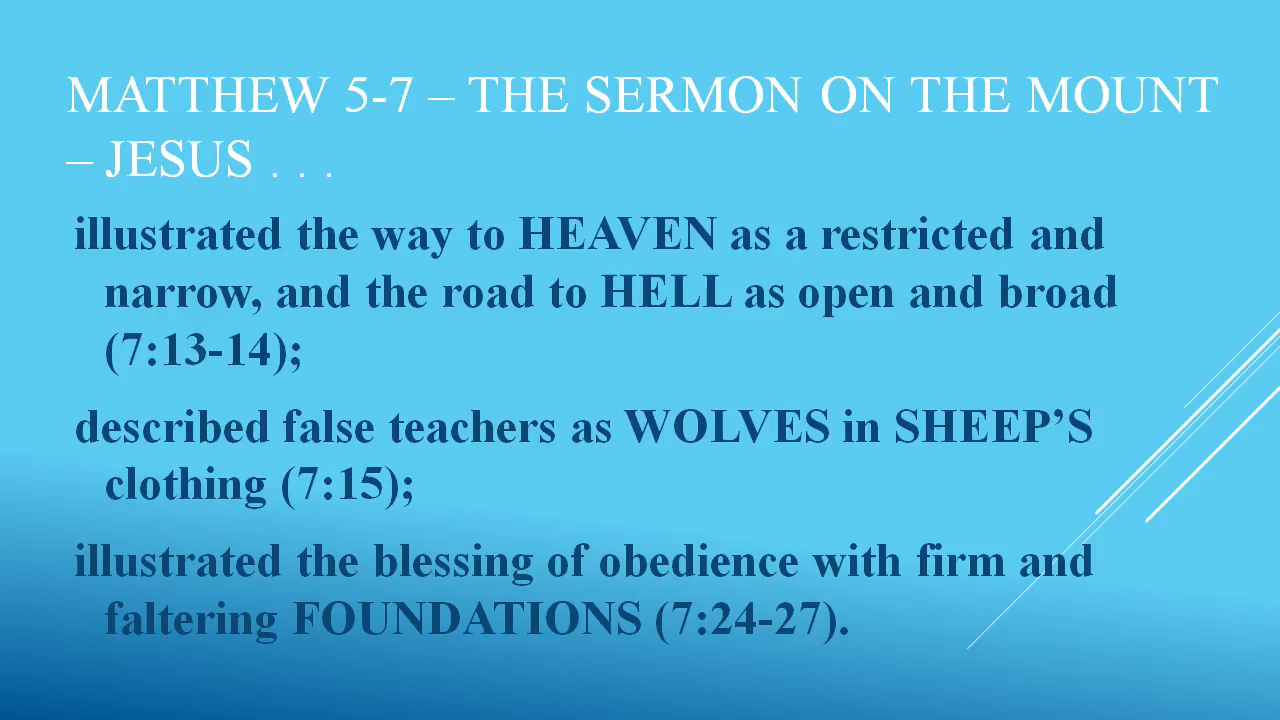 MATTHEW 5-7 – THE SERMON ON THE MOUNT
– JESUS . . .
illustrated the way to HEAVEN as a restricted and
narrow, and the road to HELL as open and broad
(7:13-14);
described false teachers as WOLVES in SHEEP’S
clothing (7:15);
illustrated the blessing of obedience with firm and
faltering FOUNDATIONS (7:24-27).